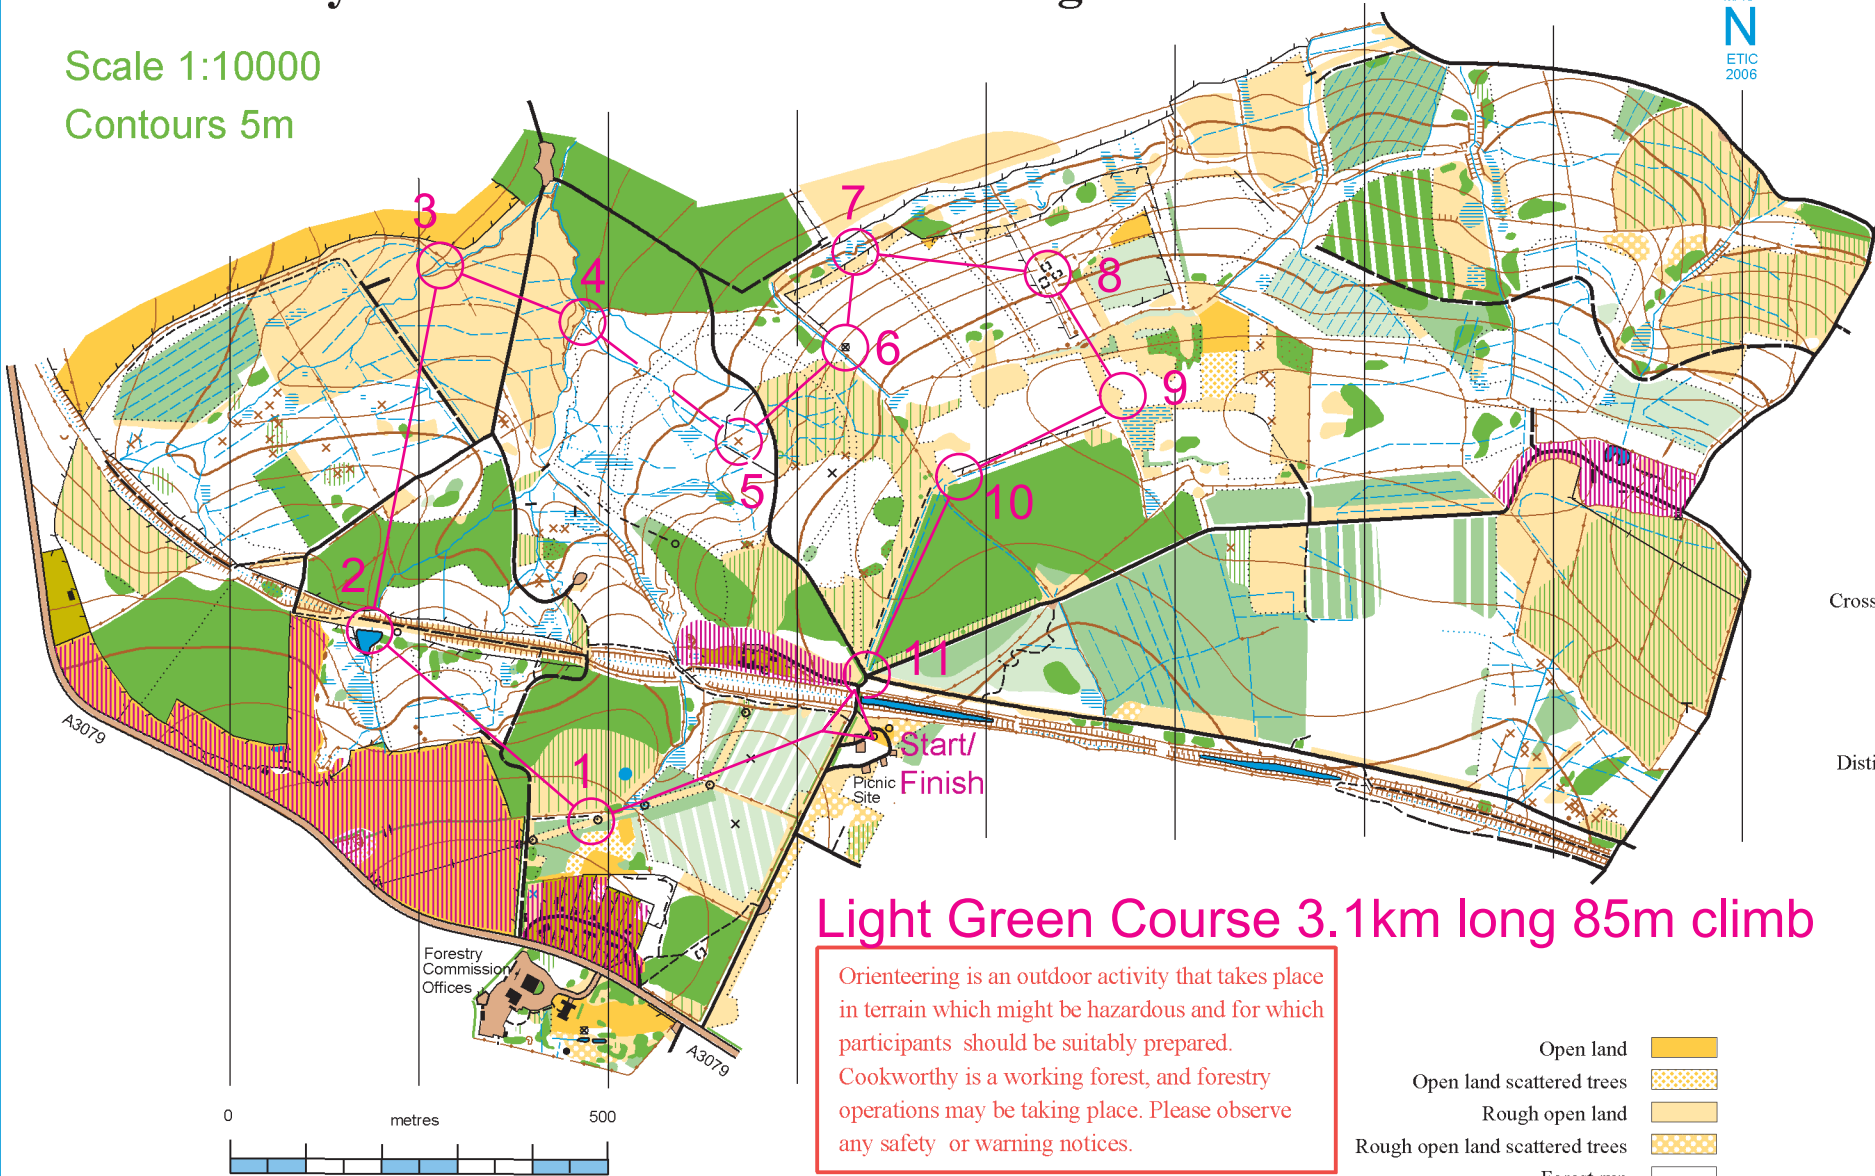 Scale 1:10000
Contours 5m
N
ETIC
2006
3
4
7
8
6
9
5
10
2
11
1
Start/
Finish
Picnic
Site
A3079
Cross
Disti
Forestry
Commission
Offices
A3079
Light Green Course 3.1km long 85m climb
Orienteering is an outdoor activity that takes place
in terrain which might be hazardous and for which
participants should be suitably prepared.
Cookworthy is a working forest, and forestry
operations may be taking place. Please observe
any safety or warning notices.
0 metres 500
Open land
Open land scattered trees
Rough open land
Rough open land scattered trees